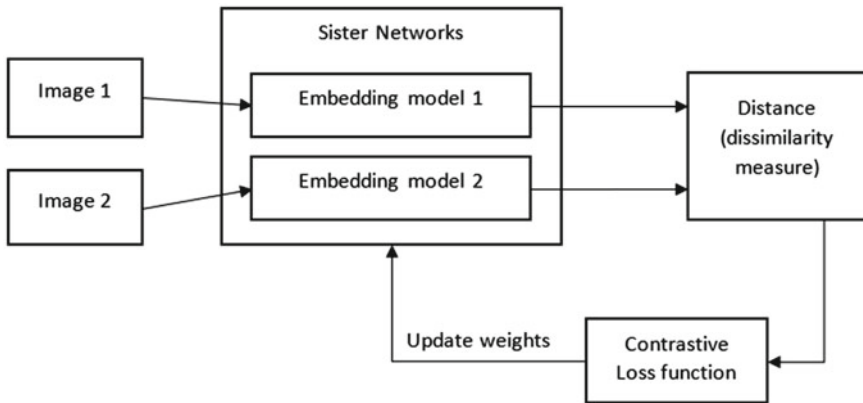 Sister Networks
Image 1
Embedding model 1
Image 2
Embedding model 2
Distance
(dissimilarity
measure)
Update weights
Contrastive
Loss function